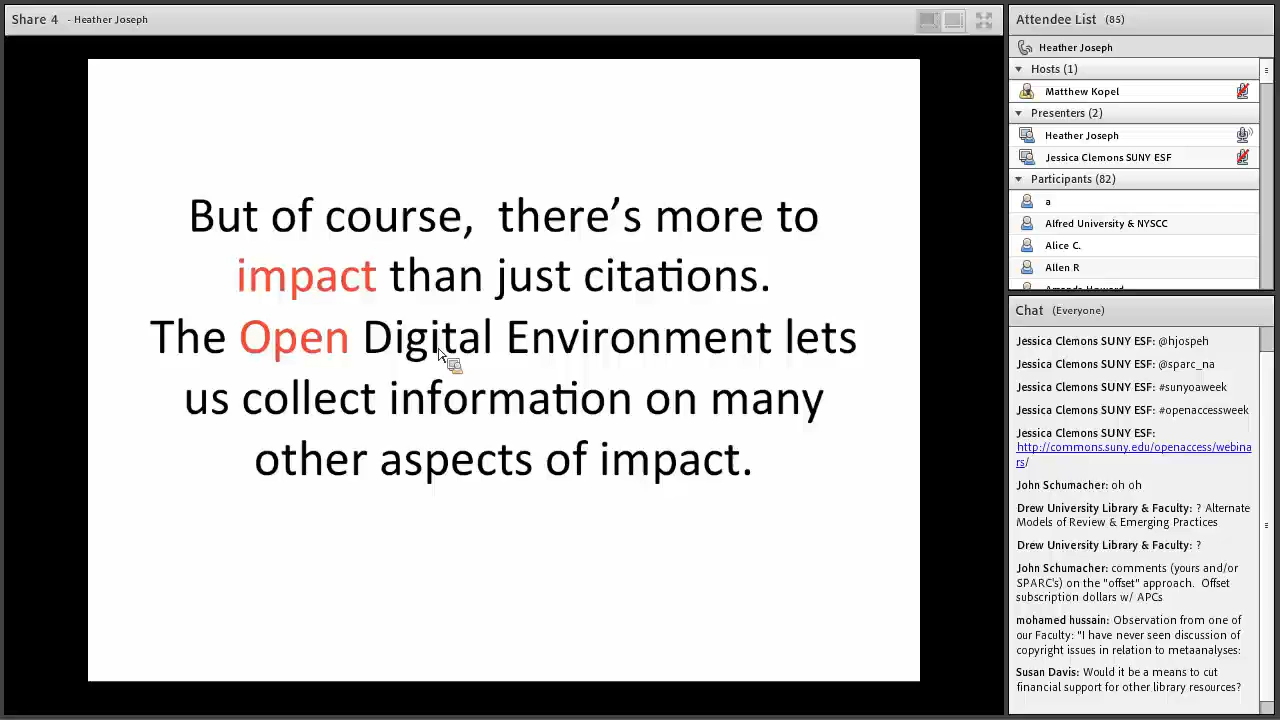 Share 4 - Heather Joseph
But of course,  there's more to
impact than just citations.
The Open Digital Environment lets
us collect information on many
other aspects of impact.
Attendee List (85)
Heather Joseph
Hosts (1)
Matthew Kopel
Presenters (2)
Heather Joseph
Jessica Clemons SUNY ESF
Participants (82)
a
Alfred University & NYSCC
Alice C.
Allen R
Chat (Everyone)
Jessica Clemons SUNY ESF: @hjospeh
Jessica Clemons SUNY ESF: @sparc_na
Jessica Clemons SUNY ESF: #sunyoaweek
Jessica Clemons SUNY ESF: #openaccessweek
Jessica Clemons SUNY ESF:
http://commons.suny.edu/openaccess/webina
rs/
John Schumacher: oh oh
Drew University Library & Faculty: ? Alternate
Models of Review & Emerging Practices
Drew University Library & Faculty: ?
John Schumacher: comments (yours and/or
SPARC's) on the "offset" approach.  Offset
subscription dollars w/ APCs
mohamed hussain: Observation from one of
our Faculty: "I have never seen discussion of
copyright issues in relation to metaanalyses:
Susan Davis: Would it be a means to cut
financial support for other library resources?